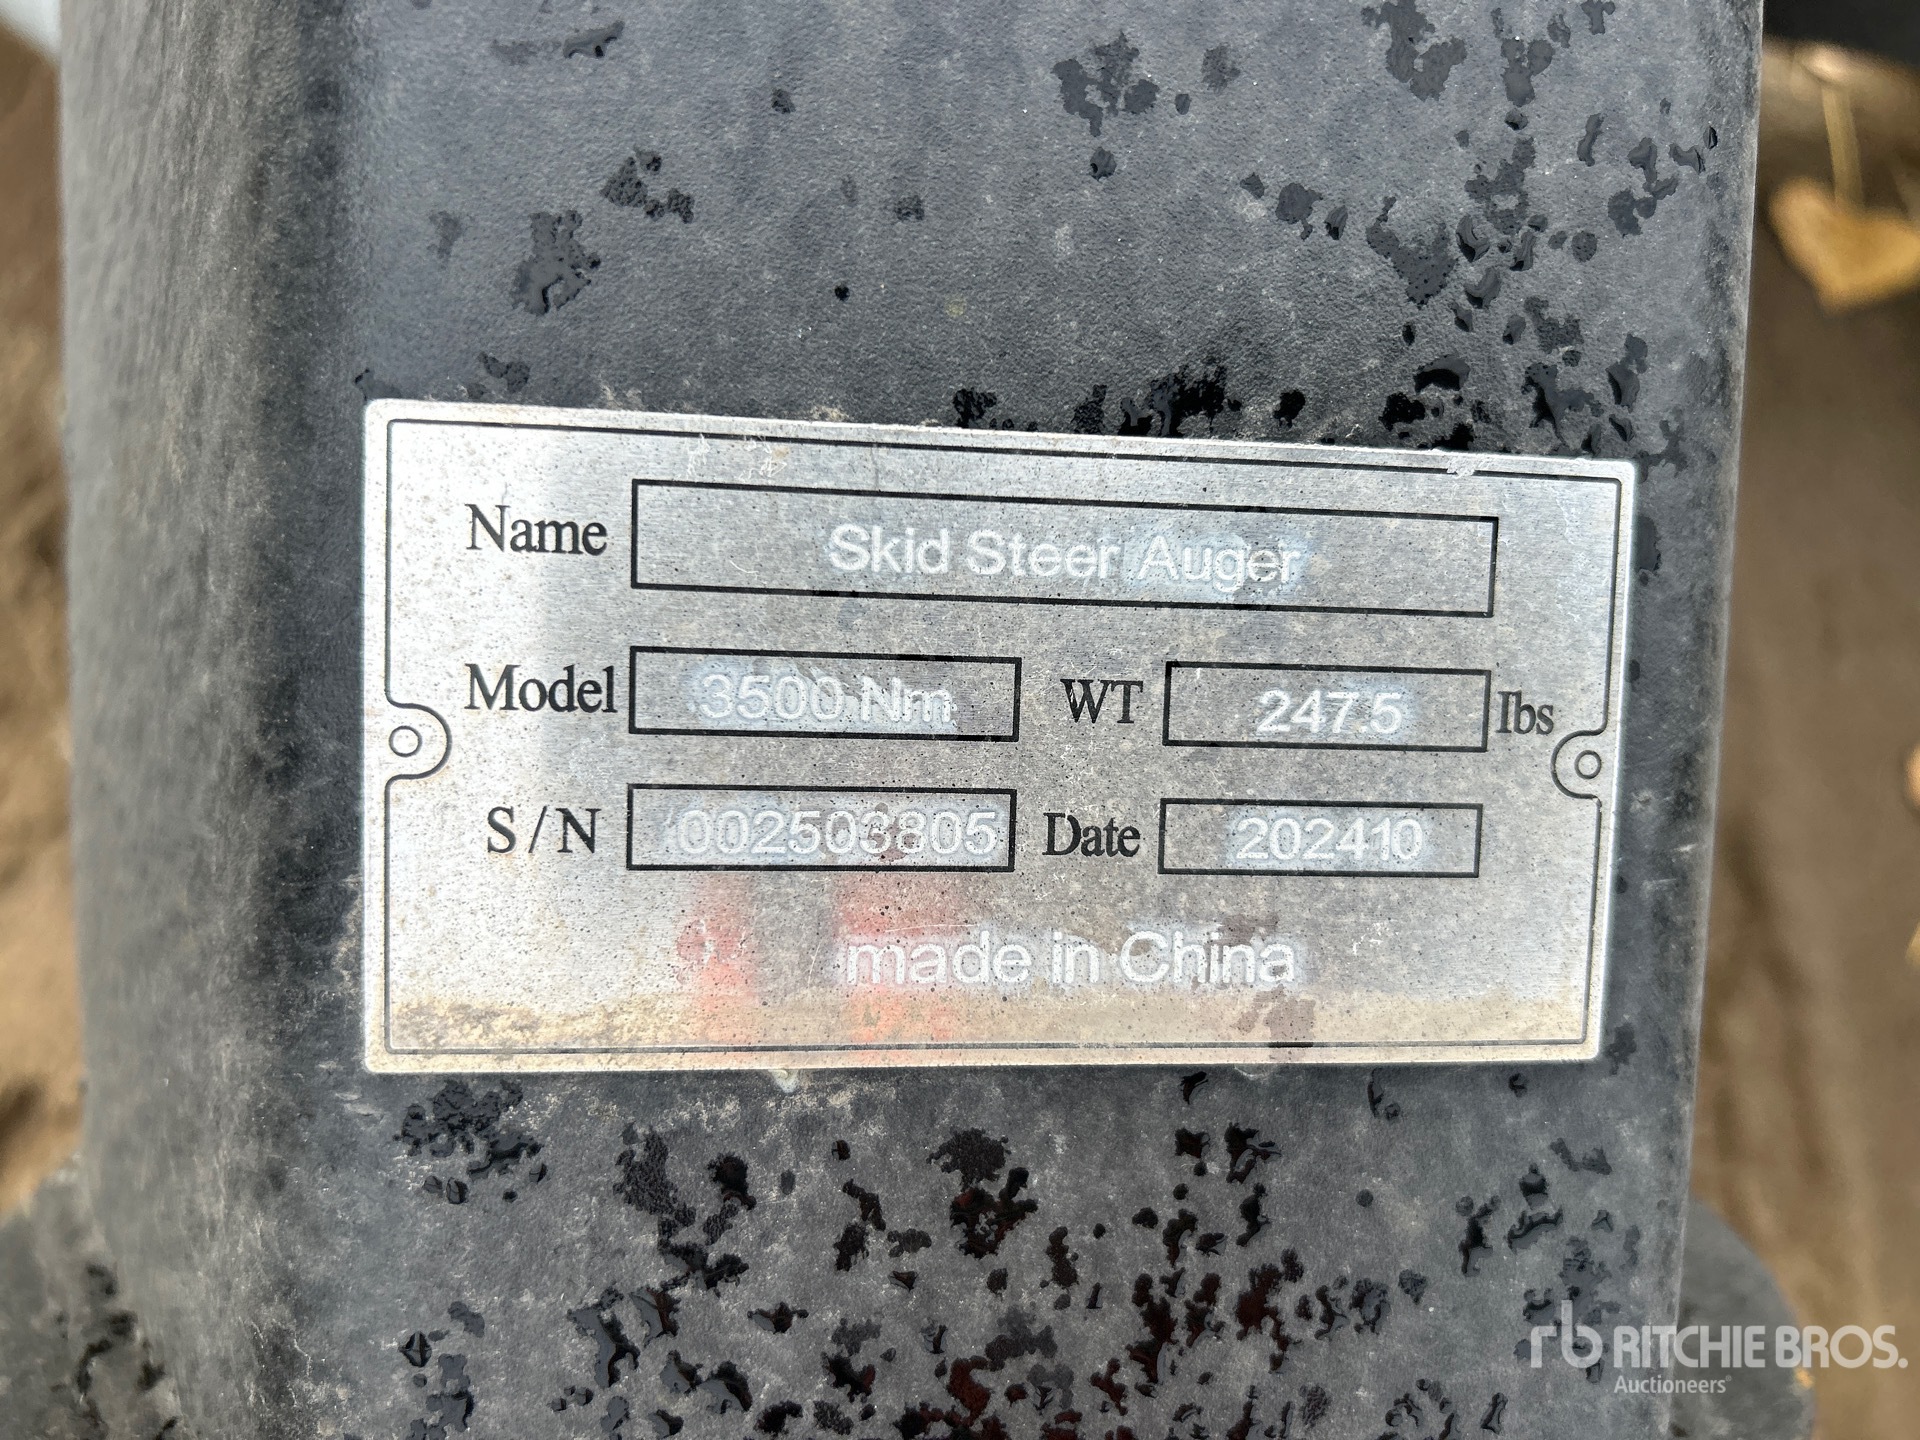 Name Skid Steer Auger
Model 3500 Nm WT 247.5 lbs
S/N 002503805 Date 202410
made in China
rb RITCHIE BROS.
Auctioneers